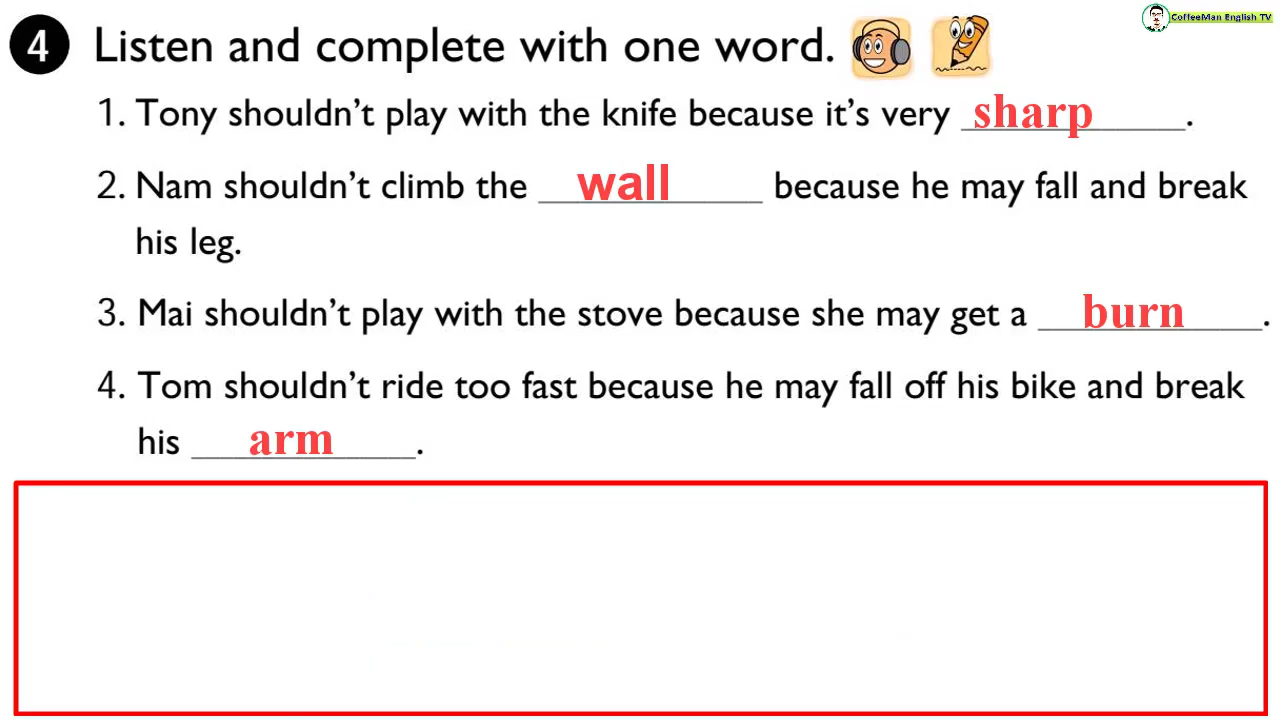 CoffeeMan English TV
4 Listen and complete with one word.
1. Tony shouldn't play with the knife because it's very sharp.
2. Nam shouldn't climb the wall because he may fall and break
his leg.
3. Mai shouldn't play with the stove because she may get a burn.
4. Tom shouldn't ride too fast because he may fall off his bike and break
his arm.